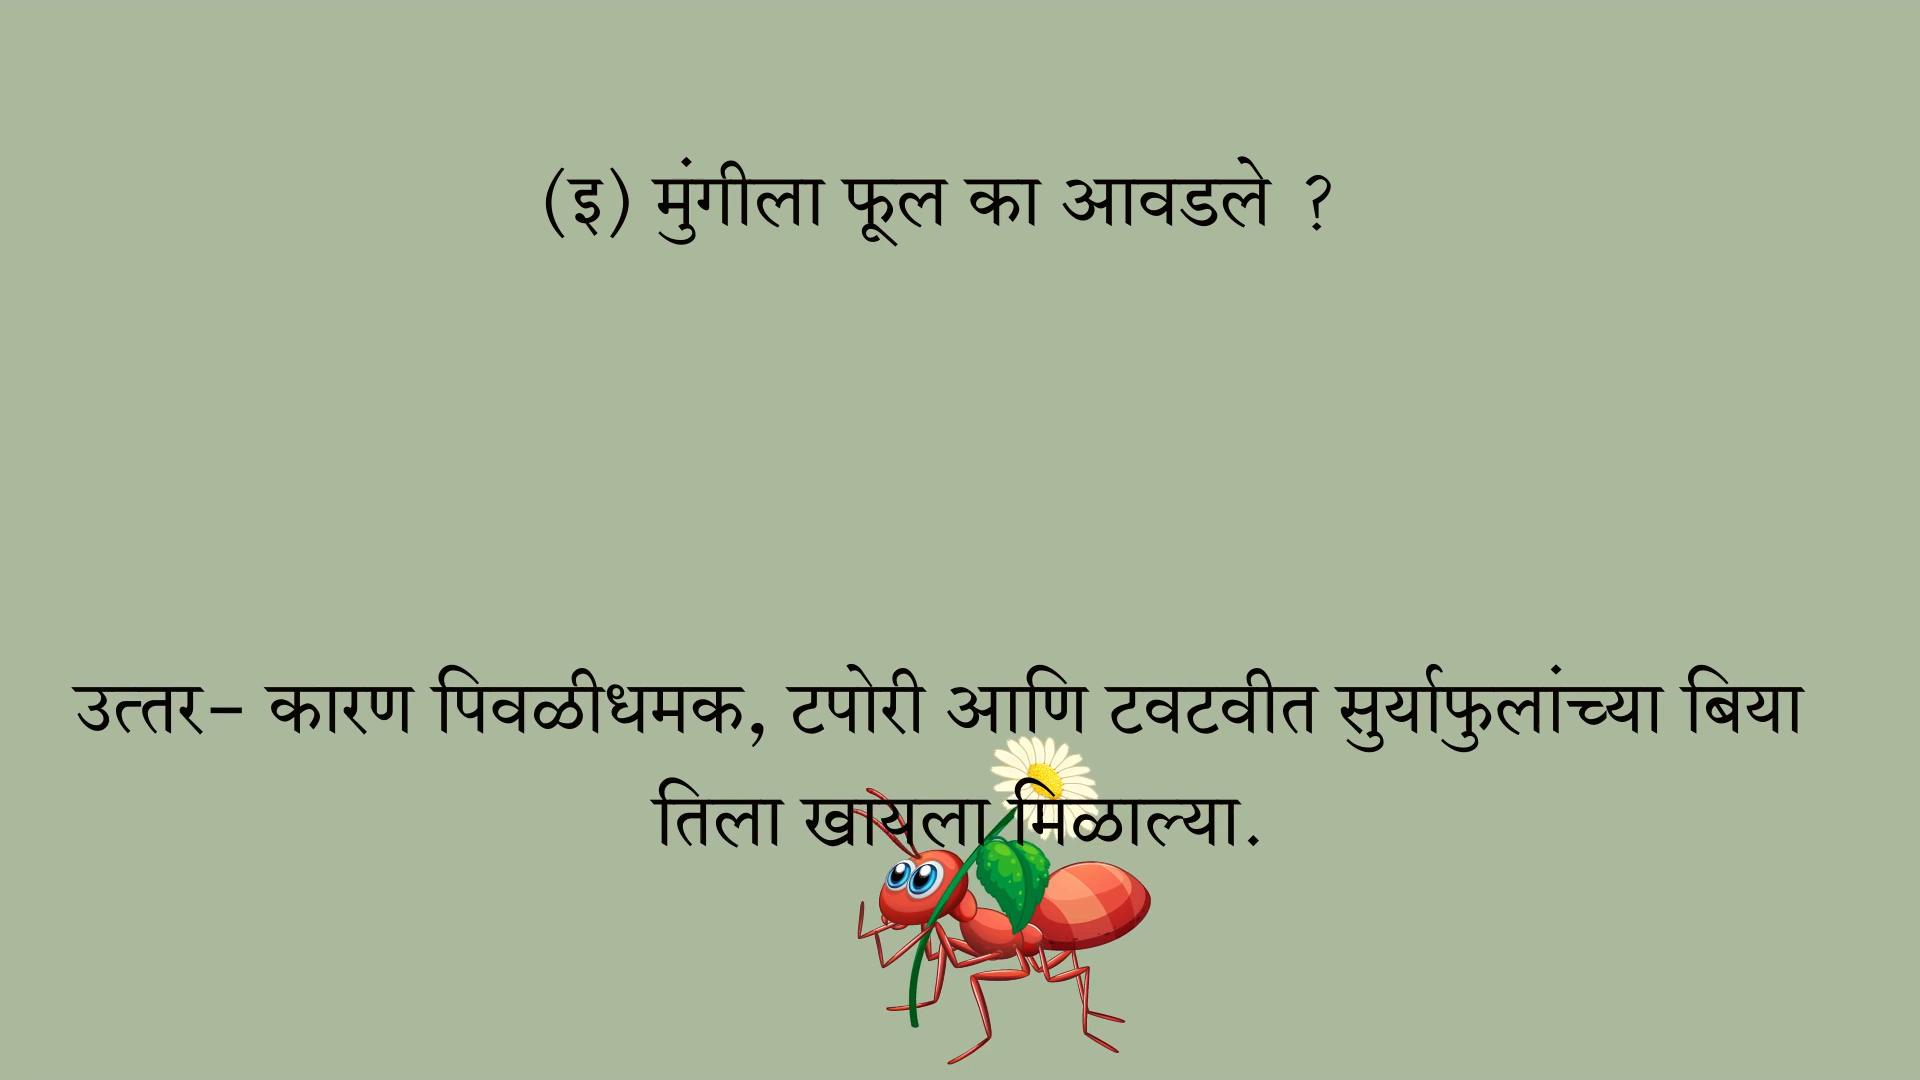 (इ) मुंगीला फूल का आवडले ?
उत्तर– कारण पिवळीधमक, टपोरी आणि टवटवीत सुर्याफुलांच्या बिया
तिला खायला मिळाल्या.